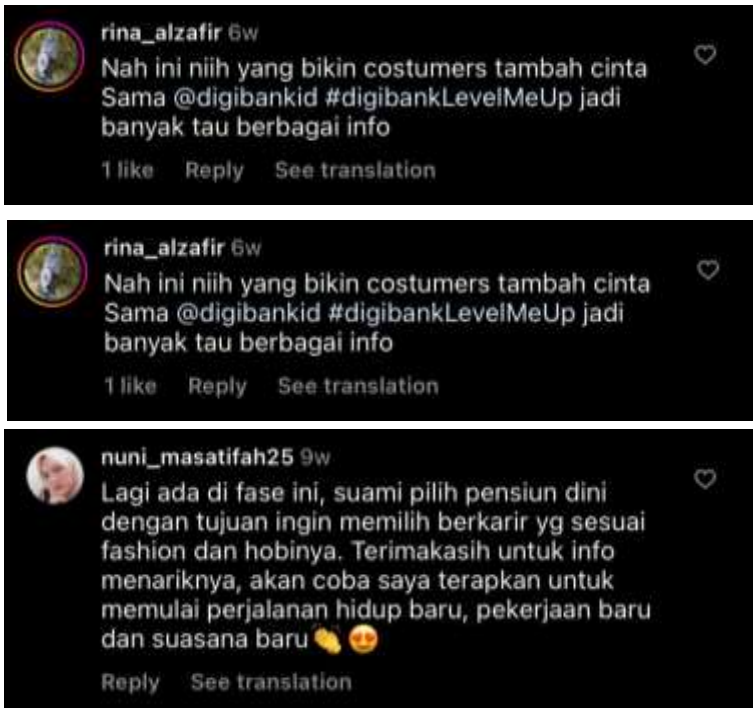 rina_alzafir 6w
Nah ini niih yang bikin costumers tambah cinta
Sama @digibankid #digibankLevelMeUp jadi
banyak tau berbagai info
1 like Reply See translation
rina_alzafir 6w
Nah ini niih yang bikin costumers tambah cinta
Sama @digibankid #digibankLevelMeUp jadi
banyak tau berbagai info
1 like Reply See translation
nuni_masatifah25 9w
Lagi ada di fase ini, suami pilih pensiun dini
dengan tujuan ingin memilih berkarir yg sesuai
fashion dan hobinya. Terimakasih untuk info
menariknya, akan coba saya terapkan untuk
memulai perjalanan hidup baru, pekerjaan baru
dan suasana baru👏😍
Reply See translation